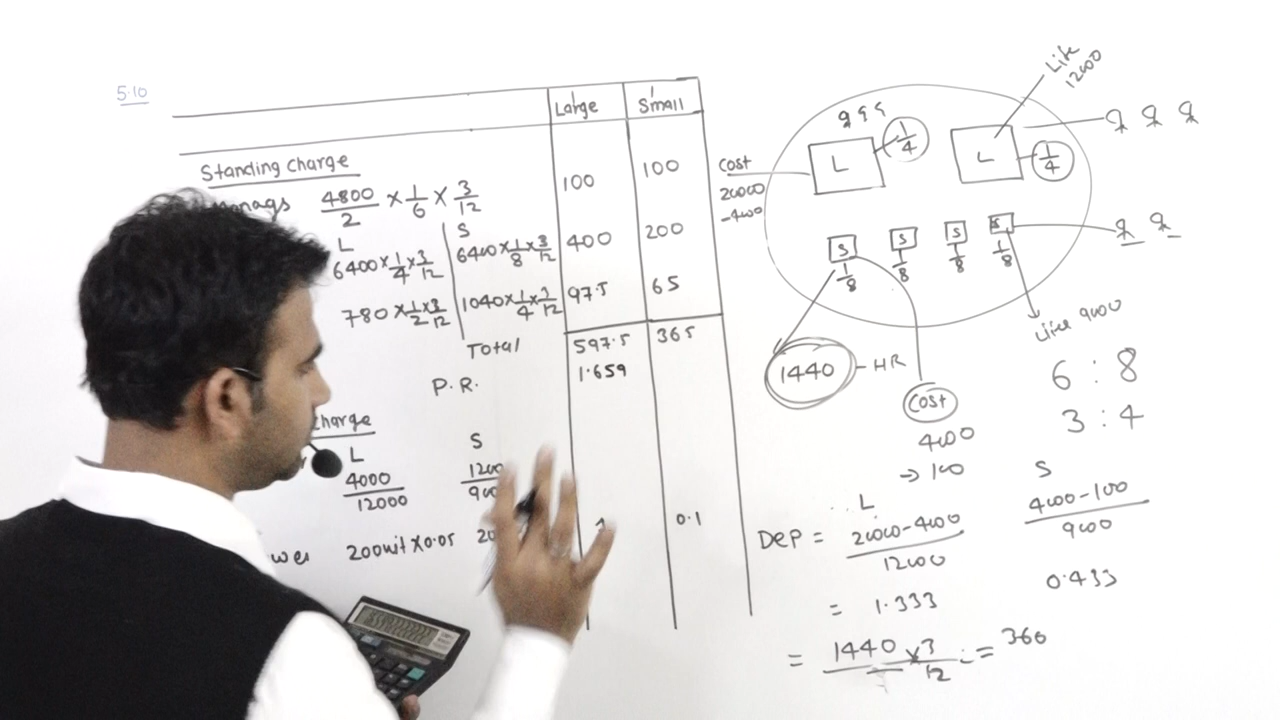 5.10
Large Small
Standing charge
4800/2 × 1/6 × 3/12 100 100
L S
6400×1/4×3/12 6400×1/8×3/12 400 200
780×1/2×3/12 1040×1/4×3/12 97.5 65
Total 597.5 365
P.R. 1.659
charge
L S
4000/12000
200unit×0.05 0.1
Life 12000
L 1/4 L 1/4
Cost
20000
-4000
S S S S
1/8 1/8 1/8 1/8
1440 - HR
Cost
4000
→ 100
Life 9000
6 : 8
3 : 4
L S
Dep = 20000-4000/12000 4000-100/9000
= 1.333 0.433
= 1440 × 3/12 = 360